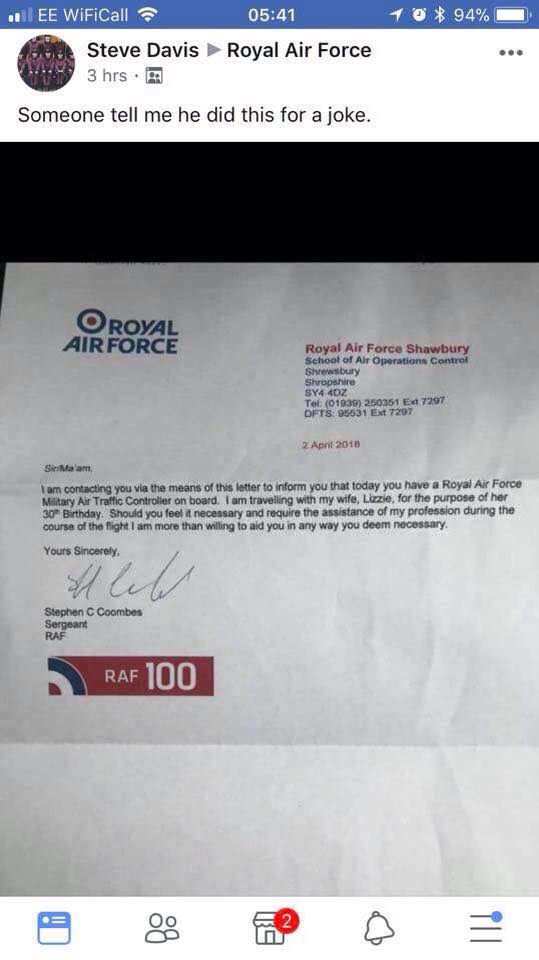 EE WiFiCall 05:41 94%
Steve Davis ▶ Royal Air Force
3 hrs ·
Someone tell me he did this for a joke.
ROYAL
AIR FORCE
Royal Air Force Shawbury
School of Air Operations Control
Shrewsbury
Shropshire
SY4 4DZ
Tel: (01939) 250351 Ext 7297
DFTS: 95531 Ext 7297
2 April 2018
Sir/Ma'am,
I am contacting you via the means of this letter to inform you that today you have a Royal Air Force
Military Air Traffic Controller on board. I am travelling with my wife, Lizzie, for the purpose of her
30th Birthday. Should you feel it necessary and require the assistance of my profession during the
course of the flight I am more than willing to aid you in any way you deem necessary.
Yours Sincerely,
Stephen C Coombes
Sergeant
RAF
RAF 100
2